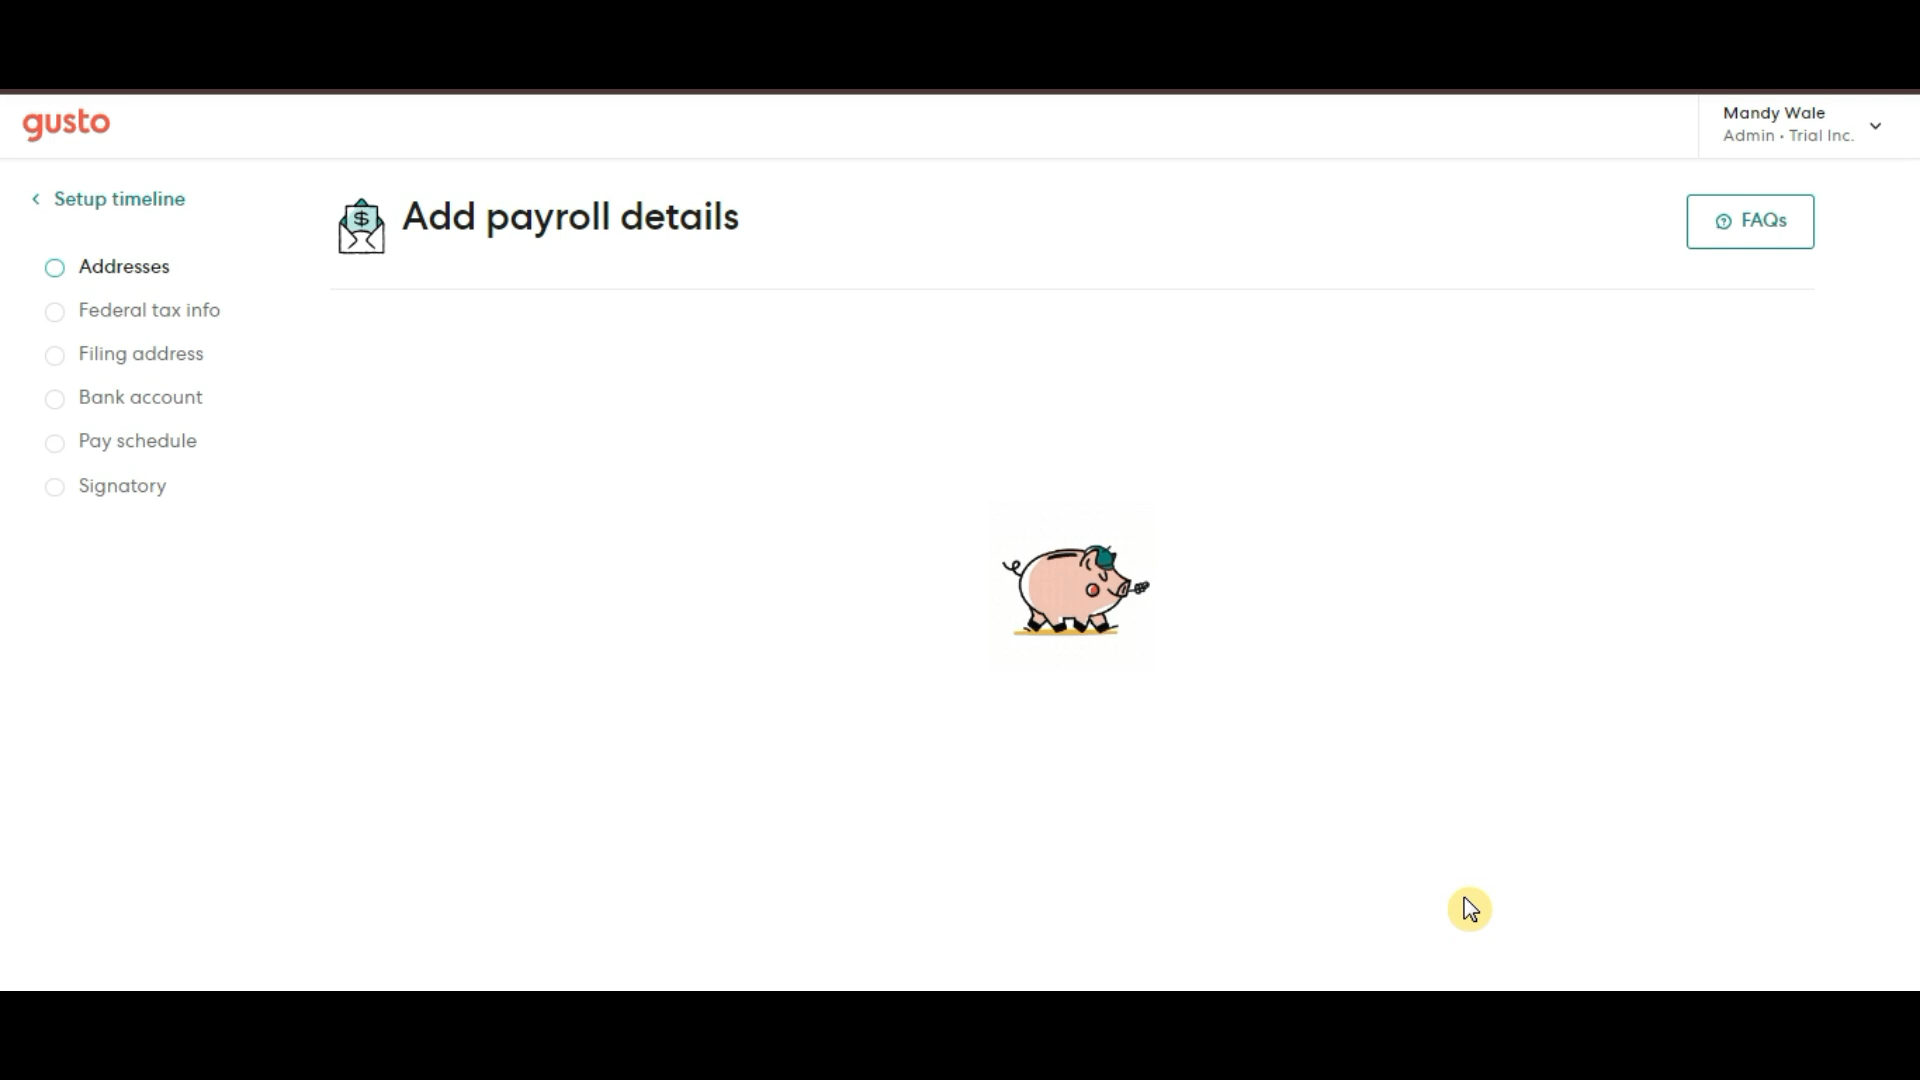 gusto
Mandy Wale
Admin • Trial Inc.
Setup timeline
Add payroll details
FAQs
Addresses
Federal tax info
Filing address
Bank account
Pay schedule
Signatory